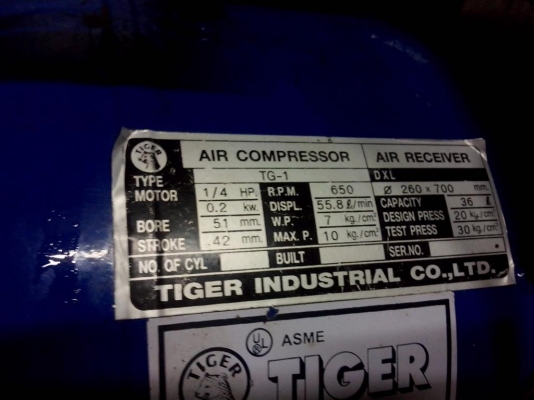 TIGER AIR COMPRESSOR AIR RECEIVER
TYPE TG-1 DXL
MOTOR 1/4 HP. R.P.M. 650 Ø 260 x 700 mm.
0.2 kw. DISPL. 55.8 ℓ/min CAPACITY 36 ℓ
BORE 51 mm. W.P. 7 kg./cm² DESIGN PRESS 20 kg./cm²
STROKE 42 mm. MAX. P. 10 kg./cm² TEST PRESS 30 kg./cm²
NO. OF CYL BUILT SER.NO.
TIGER INDUSTRIAL CO.,LTD.
UL ASME
TIGER TIGER